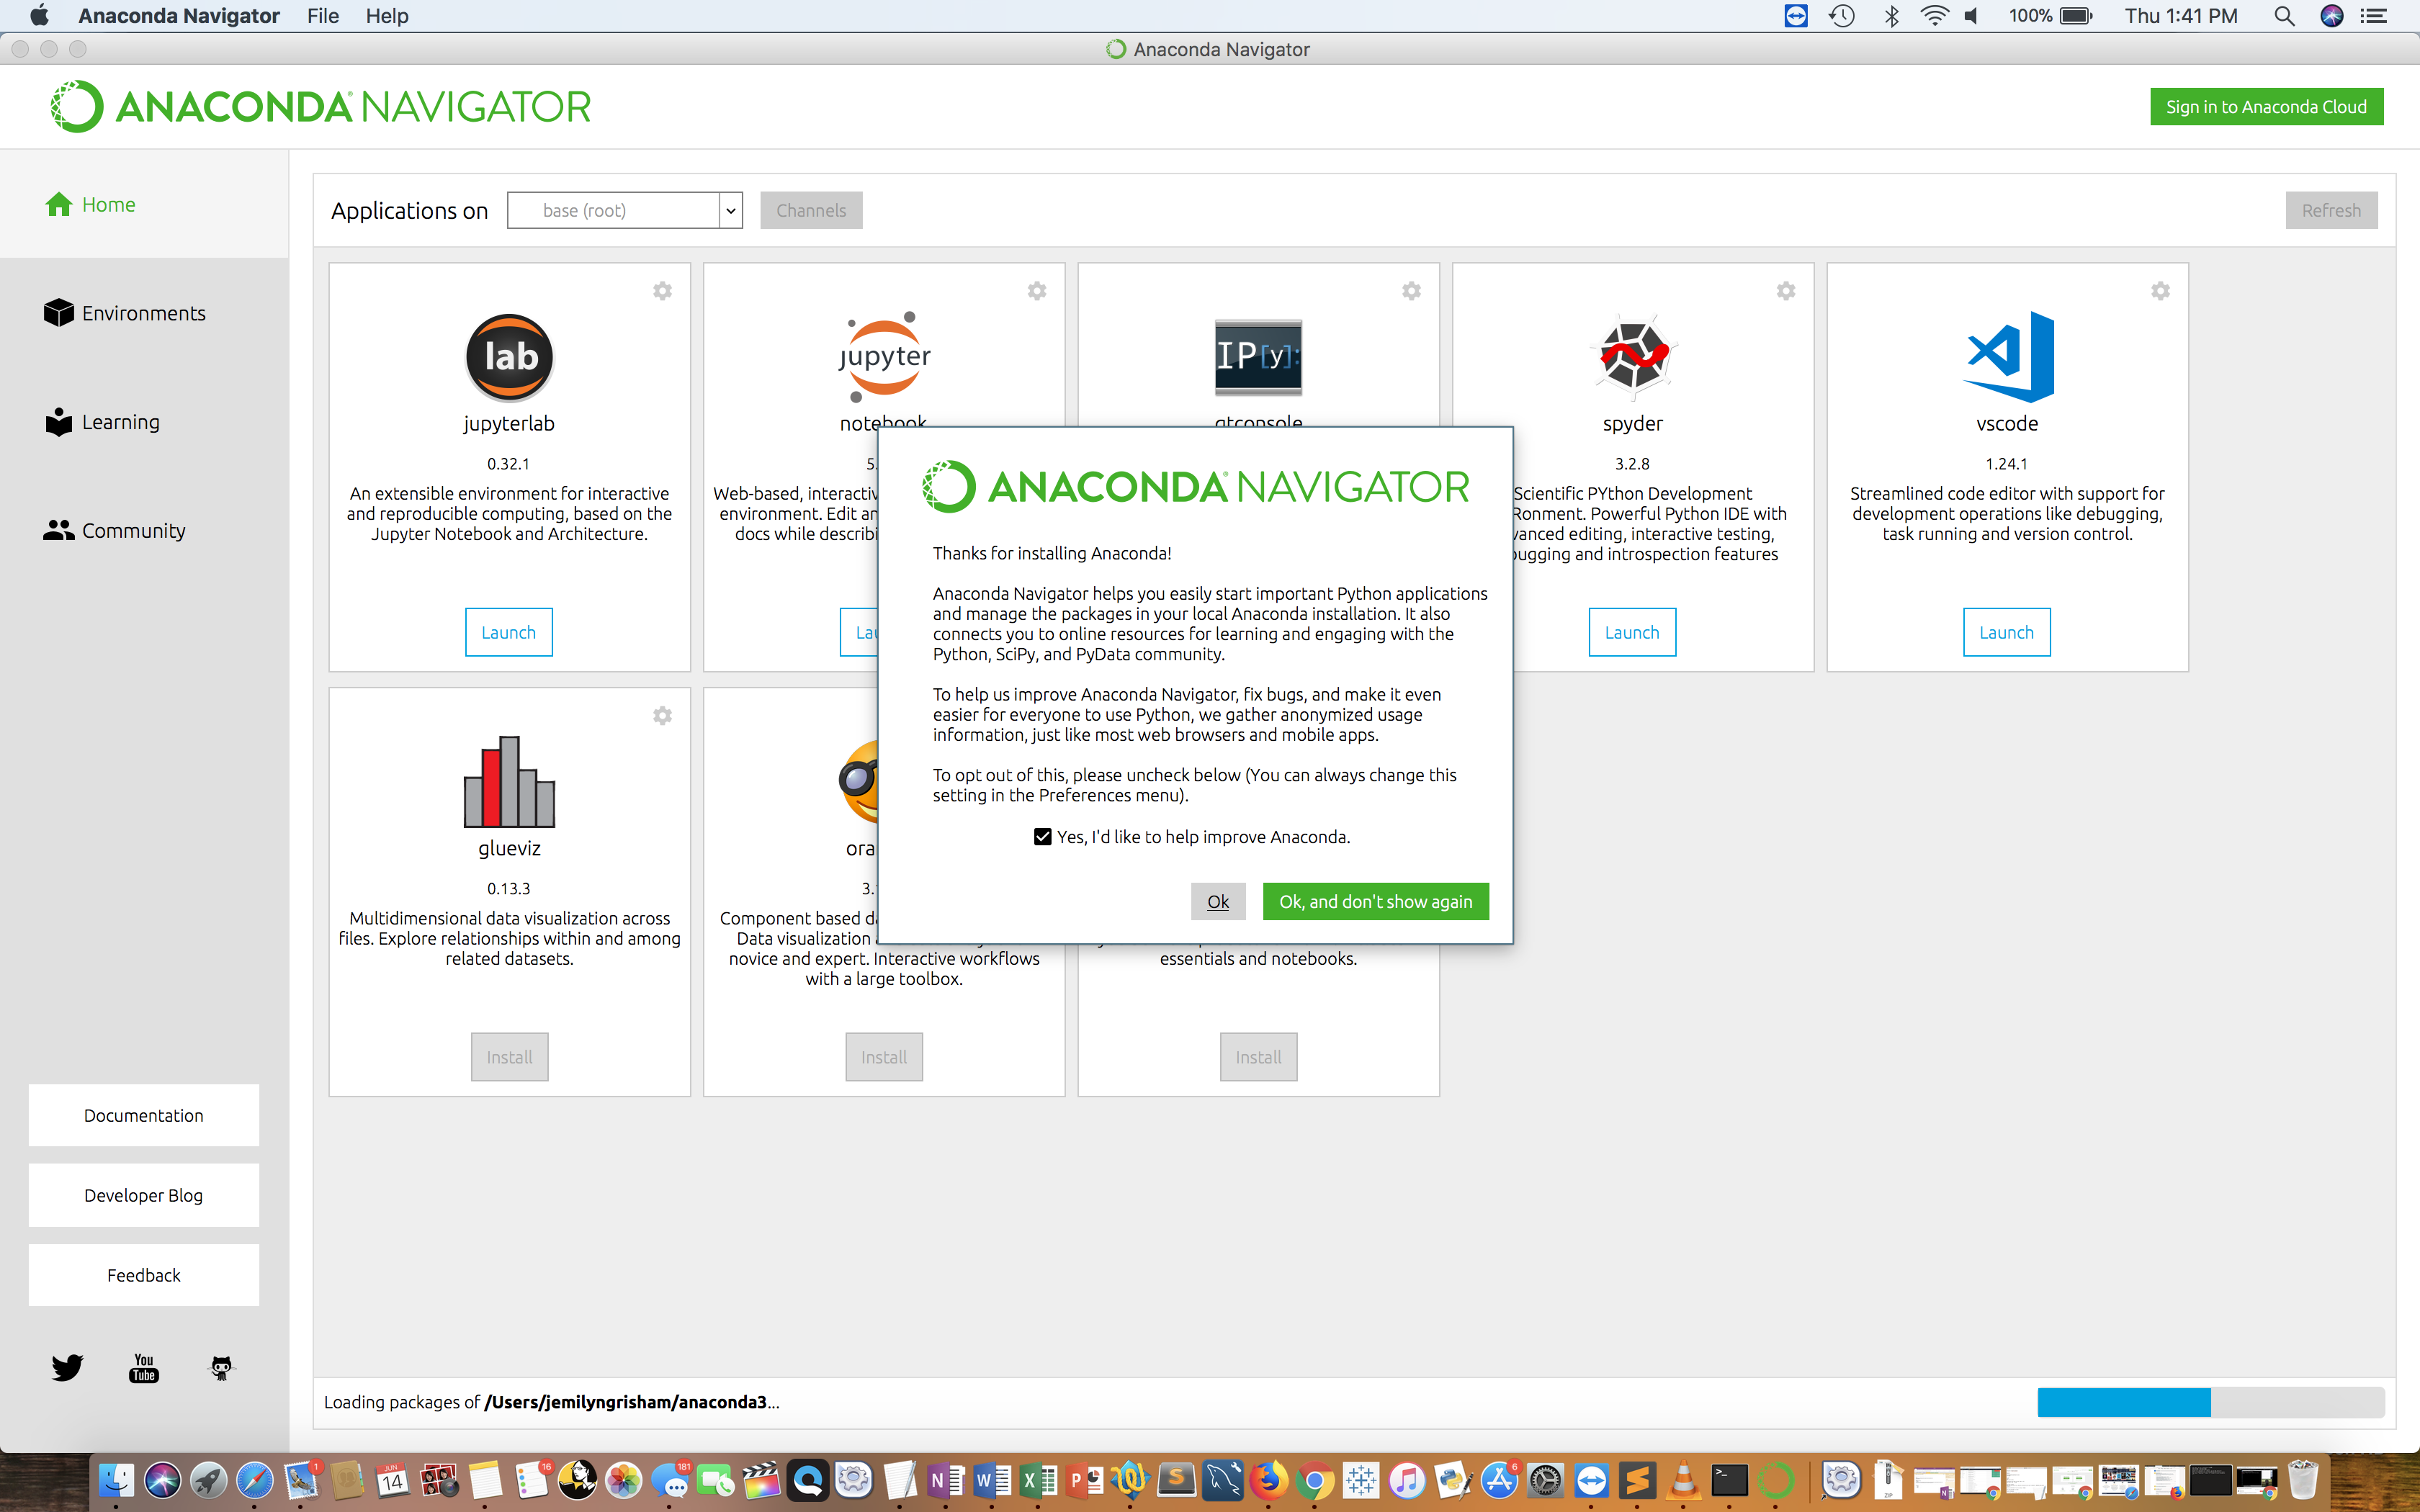 Anaconda Navigator File Help 100% Thu 1:41 PM
Anaconda Navigator
ANACONDA NAVIGATOR
Sign in to Anaconda Cloud
Home
Environments
Learning
Community
Documentation
Developer Blog
Feedback
You
Tube
Applications on base (root) Channels Refresh
lab
jupyterlab
0.32.1
An extensible environment for interactive
and reproducible computing, based on the
Jupyter Notebook and Architecture.
Launch
jupyter
notebook
5.
Web-based, interactiv
environment. Edit an
docs while describi
Lau
IP[y]:
qtconsole
spyder
3.2.8
Scientific PYthon Development
Ronment. Powerful Python IDE with
vanced editing, interactive testing,
ugging and introspection features
Launch
vscode
1.24.1
Streamlined code editor with support for
development operations like debugging,
task running and version control.
Launch
ANACONDA NAVIGATOR
Thanks for installing Anaconda!
Anaconda Navigator helps you easily start important Python applications
and manage the packages in your local Anaconda installation. It also
connects you to online resources for learning and engaging with the
Python, SciPy, and PyData community.
To help us improve Anaconda Navigator, fix bugs, and make it even
easier for everyone to use Python, we gather anonymized usage
information, just like most web browsers and mobile apps.
To opt out of this, please uncheck below (You can always change this
setting in the Preferences menu).
Yes, I'd like to help improve Anaconda.
Ok Ok, and don't show again
glueviz
0.13.3
Multidimensional data visualization across
files. Explore relationships within and among
related datasets.
Install
ora
3.
Component based da
Data visualization
novice and expert. Interactive workflows
with a large toolbox.
Install
essentials and notebooks.
Install
Loading packages of /Users/jemilyngrisham/anaconda3...
1
JUN
14
16
181
N
W
X
P
S
6
ZIP